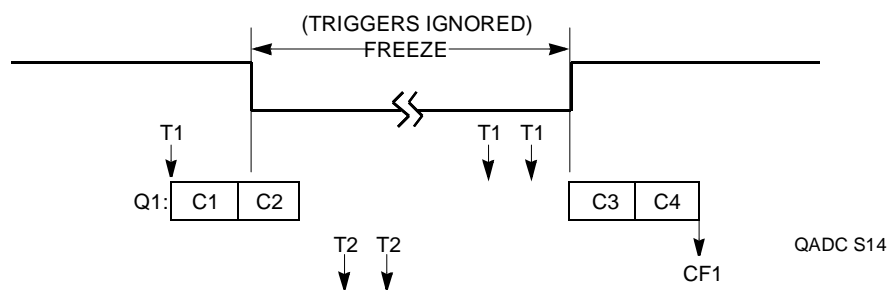 (TRIGGERS IGNORED)
FREEZE
T1
T1 T1
Q1: C1 C2
C3 C4
T2 T2
QADC S14
CF1